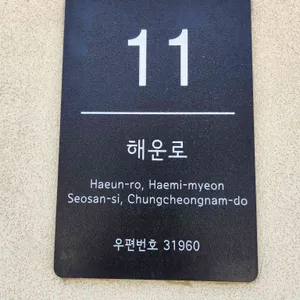 11
해운로
Haeun-ro, Haemi-myeon
Seosan-si, Chungcheongnam-do
우편번호 31960